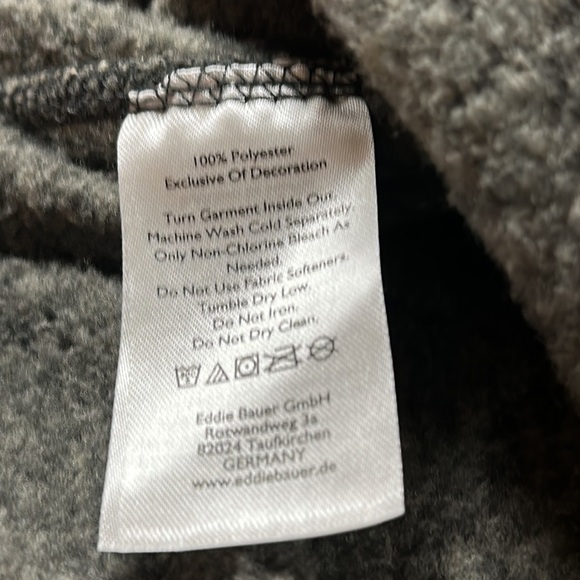 100% Polyester
Exclusive Of Decoration
Turn Garment Inside Out.
Machine Wash Cold Separately.
Only Non-Chlorine Bleach As
Needed.
Do Not Use Fabric Softeners.
Tumble Dry Low.
Do Not Iron.
Do Not Dry Clean.
Eddie Bauer GmbH
Rotwandweg 3a
82024 Taufkirchen
GERMANY
www.eddiebauer.de